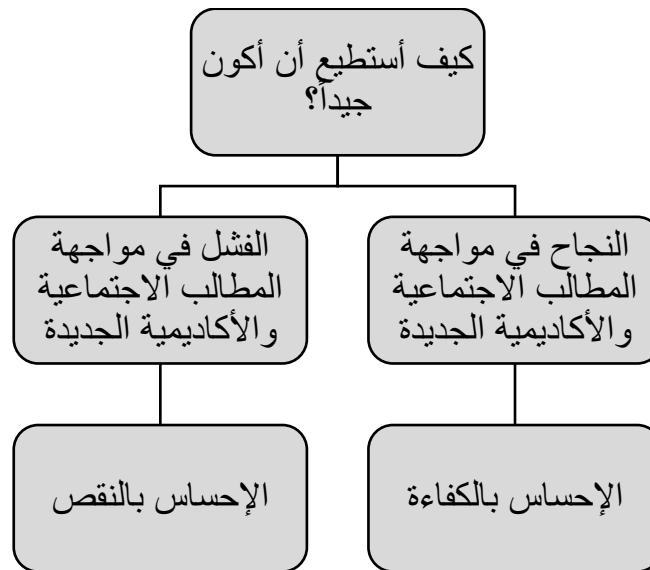 كيف أستطيع أن أكون
جيداً؟
النجاح في مواجهة
المطالب الاجتماعية
والأكاديمية الجديدة
الفشل في مواجهة
المطالب الاجتماعية
والأكاديمية الجديدة
الإحساس بالكفاءة
الإحساس بالنقص